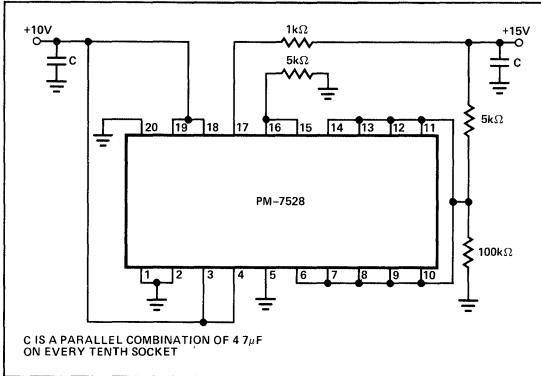 +10V
1kΩ
+15V
C
5kΩ
C
20 19 18 17 16 15 14 13 12 11
5kΩ
PM-7528
100kΩ
1 2 3 4 5 6 7 8 9 10
C IS A PARALLEL COMBINATION OF 4 7μF
ON EVERY TENTH SOCKET